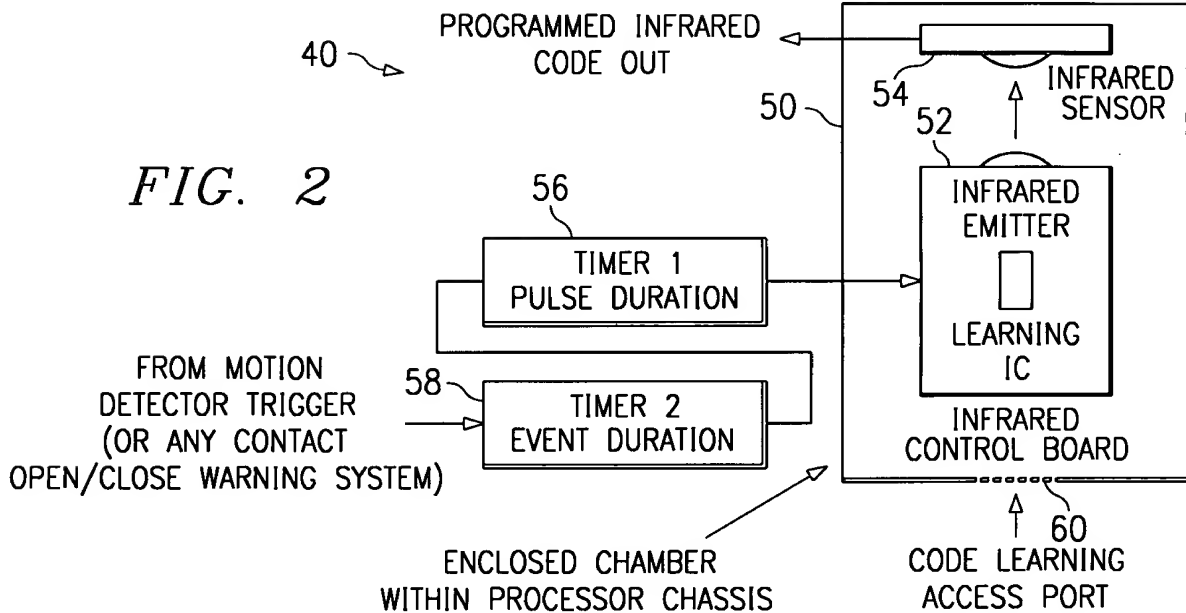 PROGRAMMED INFRARED
CODE OUT
40
54
INFRARED
SENSOR
50
52
FIG. 2
INFRARED
EMITTER
LEARNING
IC
56
TIMER 1
PULSE DURATION
FROM MOTION
DETECTOR TRIGGER
(OR ANY CONTACT
OPEN/CLOSE WARNING SYSTEM)
58
TIMER 2
EVENT DURATION
INFRARED
CONTROL BOARD
60
ENCLOSED CHAMBER
WITHIN PROCESSOR CHASSIS
CODE LEARNING
ACCESS PORT